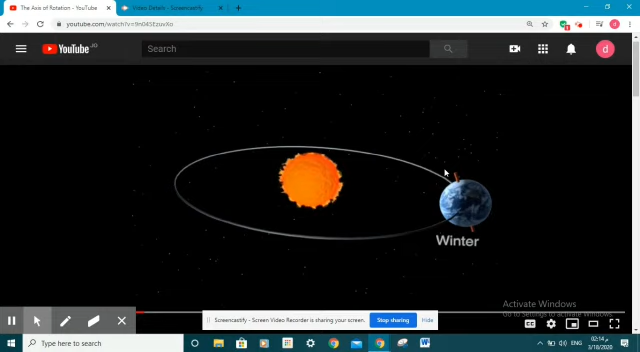 The Axis of Rotation - YouTube
Video Details - Screencastify
youtube.com/watch?v=9n04SEzuvXo
YouTube JO
Search
d
d
Winter
Activate Windows
Go to Settings to activate Windows.
Screencastify - Screen Video Recorder is sharing your screen.
Stop sharing
Hide
Type here to search
ENG
02:14 م
3/18/2020